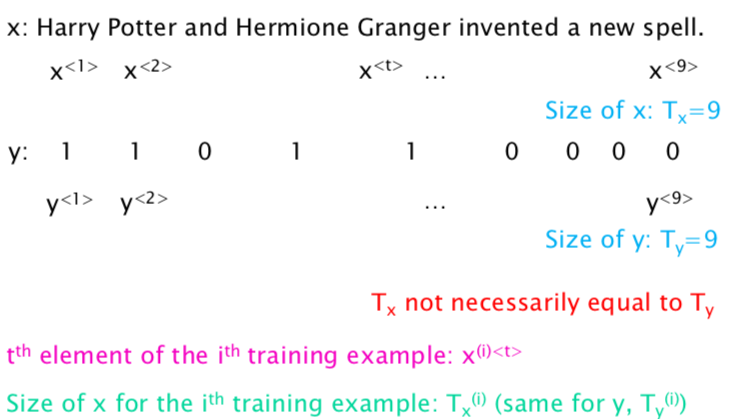 x: Harry Potter and Hermione Granger invented a new spell.
x<1> x<2> x<t> ... x<9>
Size of x: Tx=9
y: 1 1 0 1 1 0 0 0 0
y<1> y<2> ... y<9>
Size of y: Ty=9
Tx not necessarily equal to Ty
tth element of the ith training example: x(i)<t>
Size of x for the ith training example: Tx(i) (same for y, Ty(i))